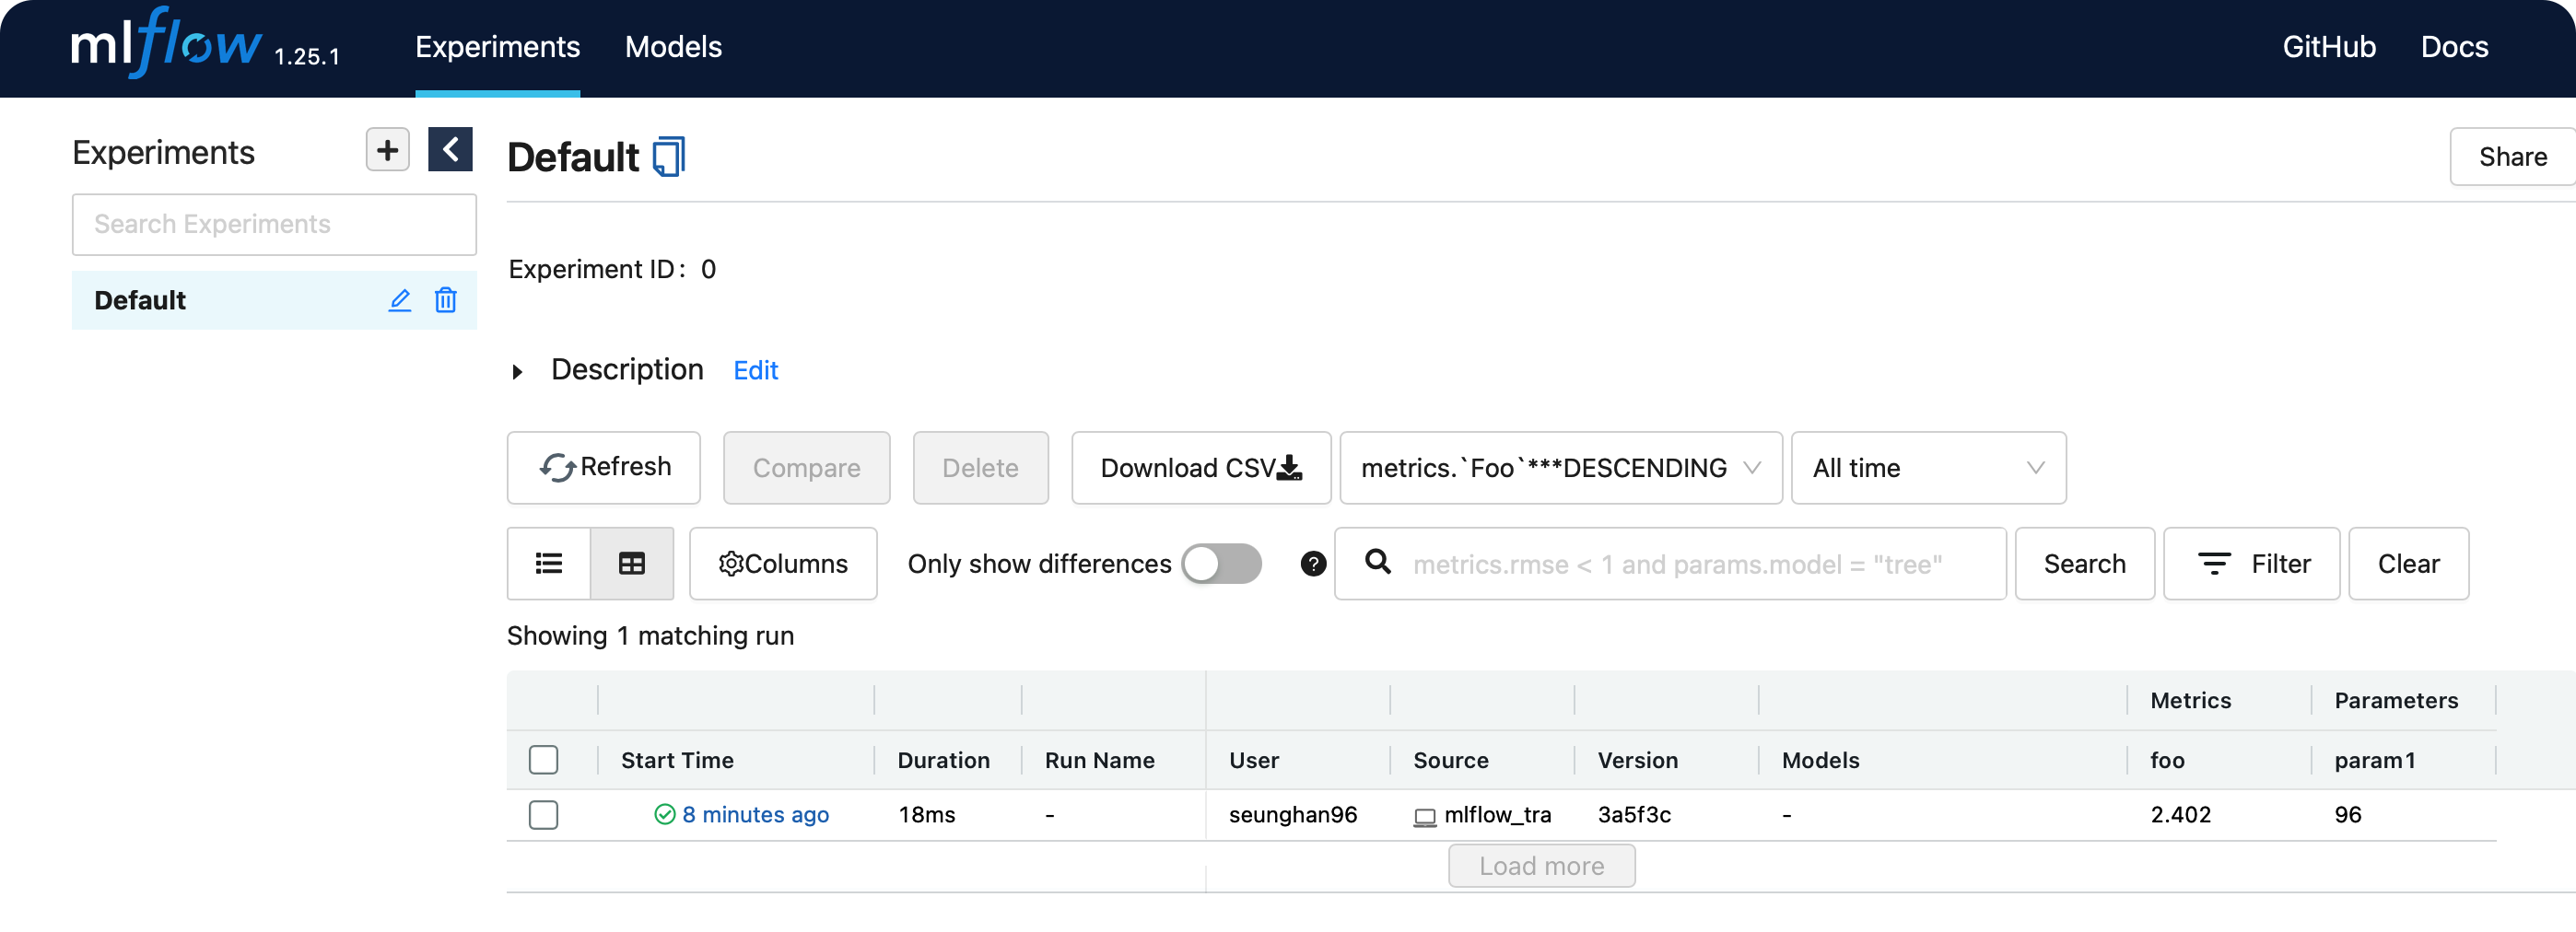 mlflow 1.25.1 Experiments Models GitHub Docs
Experiments
Search Experiments
Default
Default
Share
Experiment ID: 0
Description Edit
Refresh Compare Delete Download CSV metrics.`Foo`***DESCENDING All time
Columns Only show differences ? metrics.rmse < 1 and params.model = "tree" Search Filter Clear
Showing 1 matching run
Metrics Parameters
Start Time Duration Run Name User Source Version Models foo param1
8 minutes ago 18ms - seunghan96 mlflow_tra 3a5f3c - 2.402 96
Load more